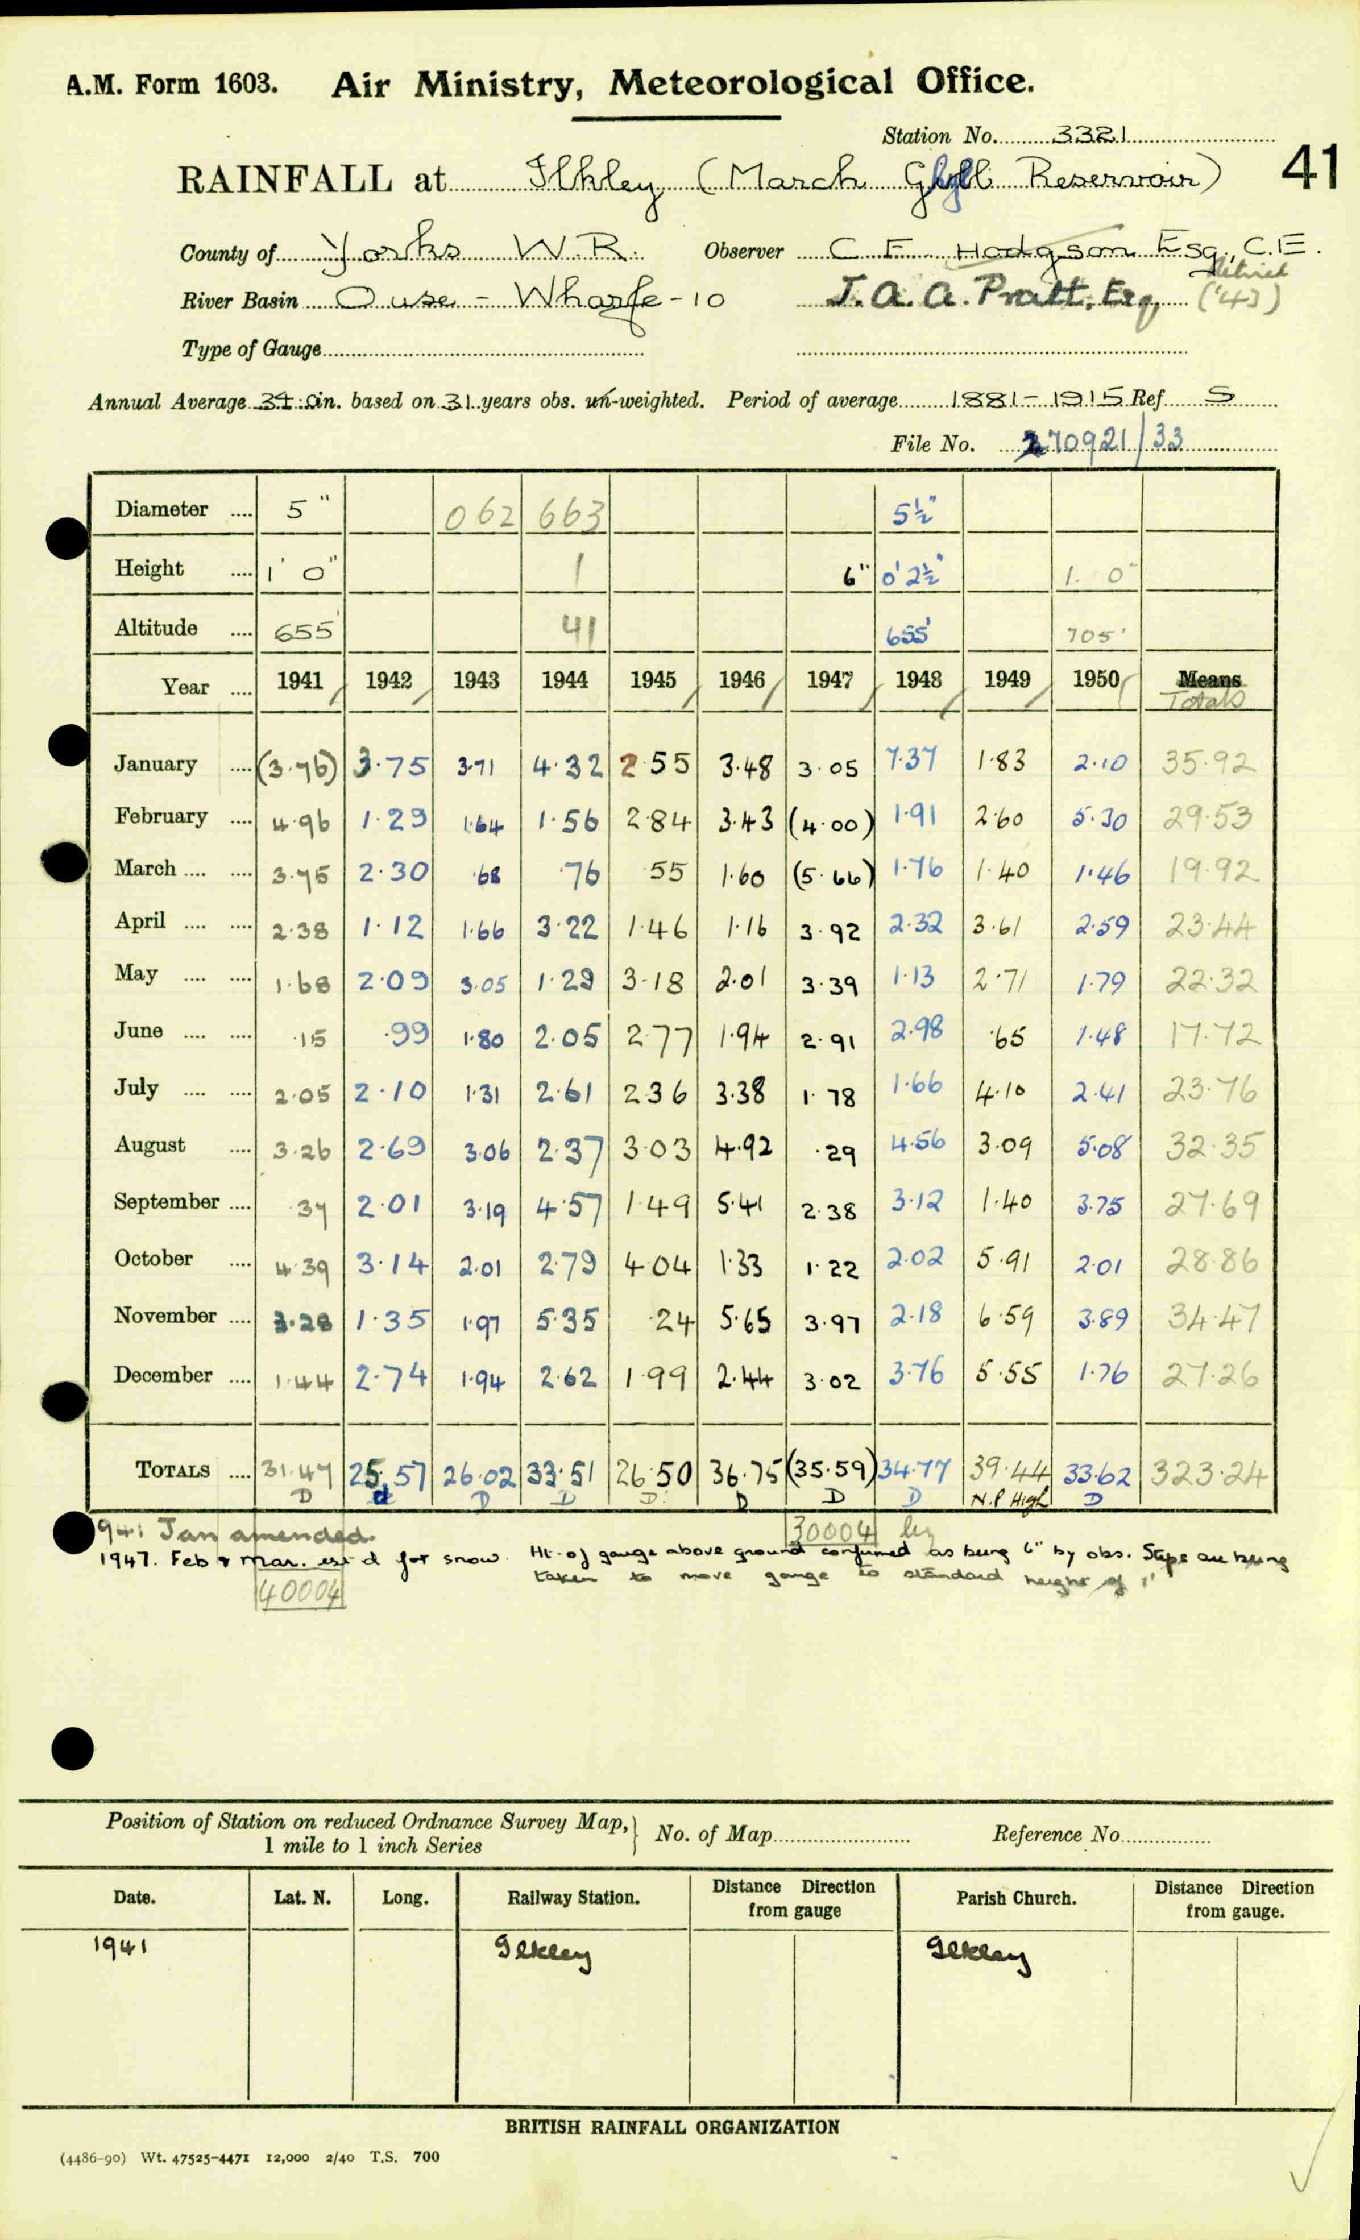 A.M. Form 1603. Air Ministry, Meteorological Office.
Station No. 3321
RAINFALL at Ilkley (March Ghyll Reservoir) 41
County of Yorks W.R. Observer C F Hodgson Esq, C.E.
River Basin Ouse - Wharfe - 10 J. A. A. Pratt, Esq, retired ('43)
Type of Gauge
Annual Average 34.0 in. based on 31 years obs. un-weighted. Period of average 1881-1915 Ref S
File No. 270921/33
Diameter .... 5" 062 663 5½"
Height .... 1' 0" 1 6" 0' 2½" 1. 0"
Altitude .... 655' 41 655' 705'
Year .... 1941 1942 1943 1944 1945 1946 1947 1948 1949 1950 Means
Totals
January .... (3.76) 3.75 3.71 4.32 2.55 3.48 3.05 7.37 1.83 2.10 35.92
February .... 4.96 1.29 1.64 1.56 2.84 3.43 (4.00) 1.91 2.60 5.30 29.53
March .... .... 3.75 2.30 .68 .76 .55 1.60 (5.66) 1.76 1.40 1.46 19.92
April .... .... 2.38 1.12 1.66 3.22 1.46 1.16 3.92 2.32 3.61 2.59 23.44
May .... .... 1.68 2.09 3.05 1.29 3.18 2.01 3.39 1.13 2.71 1.79 22.32
June .... .... .15 .99 1.80 2.05 2.77 1.94 2.91 2.98 .65 1.48 17.72
July .... .... 2.05 2.10 1.31 2.61 2.36 3.38 1.78 1.66 4.10 2.41 23.76
August .... 3.26 2.69 3.06 2.37 3.03 4.92 .29 4.56 3.09 5.08 32.35
September .... .37 2.01 3.19 4.57 1.49 5.41 2.38 3.12 1.40 3.75 27.69
October .... 4.39 3.14 2.01 2.79 4.04 1.33 1.22 2.02 5.91 2.01 28.86
November .... 3.28 1.35 1.97 5.35 .24 5.65 3.97 2.18 6.59 3.89 34.47
December .... 1.44 2.74 1.94 2.62 1.99 2.44 3.02 3.76 5.55 1.76 27.26
TOTALS .... 31.47 25.57 26.02 33.51 26.50 36.75 (35.59) 34.77 39.44 33.62 323.24
D d D D D D D D N.P High D
1941 Jan amended. 30004
1947. Feb & Mar. est'd for snow. Ht. of gauge above ground confirmed as being 6" by obs. Steps are being
taken to move gauge to standard height of 1'
40004
Position of Station on reduced Ordnance Survey Map, 1 mile to 1 inch Series No. of Map Reference No.
Date. Lat. N. Long. Railway Station. Distance Direction from gauge Parish Church. Distance Direction from gauge.
1941 Ilkley Ilkley
BRITISH RAINFALL ORGANIZATION
(4486-90) Wt. 47525-4471 12,000 2/40 T.S. 700